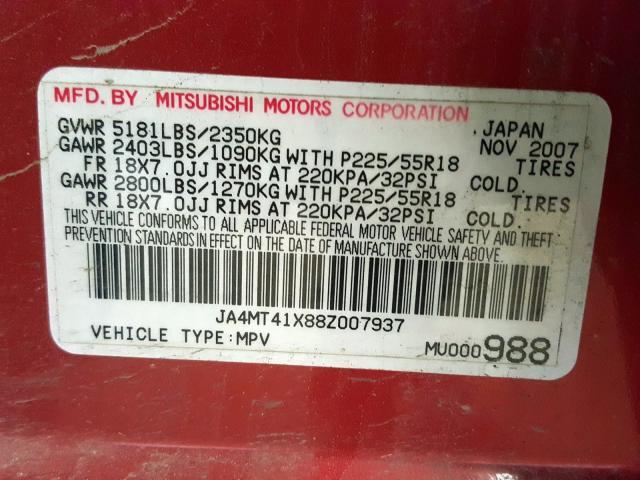 MFD. BY MITSUBISHI MOTORS CORPORATION
GVWR 5181LBS/2350KG JAPAN
GAWR 2403LBS/1090KG WITH P225/55R18 NOV 2007
FR 18X7.0JJ RIMS AT 220KPA/32PSI TIRES
GAWR 2800LBS/1270KG WITH P225/55R18 COLD.
RR 18X7.0JJ RIMS AT 220KPA/32PSI COLD. TIRES
THIS VEHICLE CONFORMS TO ALL APPLICABLE FEDERAL MOTOR VEHICLE SAFETY AND THEFT
PREVENTION STANDARDS IN EFFECT ON THE DATE OF MANUFACTURE SHOWN ABOVE.
JA4MT41X88Z007937
VEHICLE TYPE:MPV MU000988